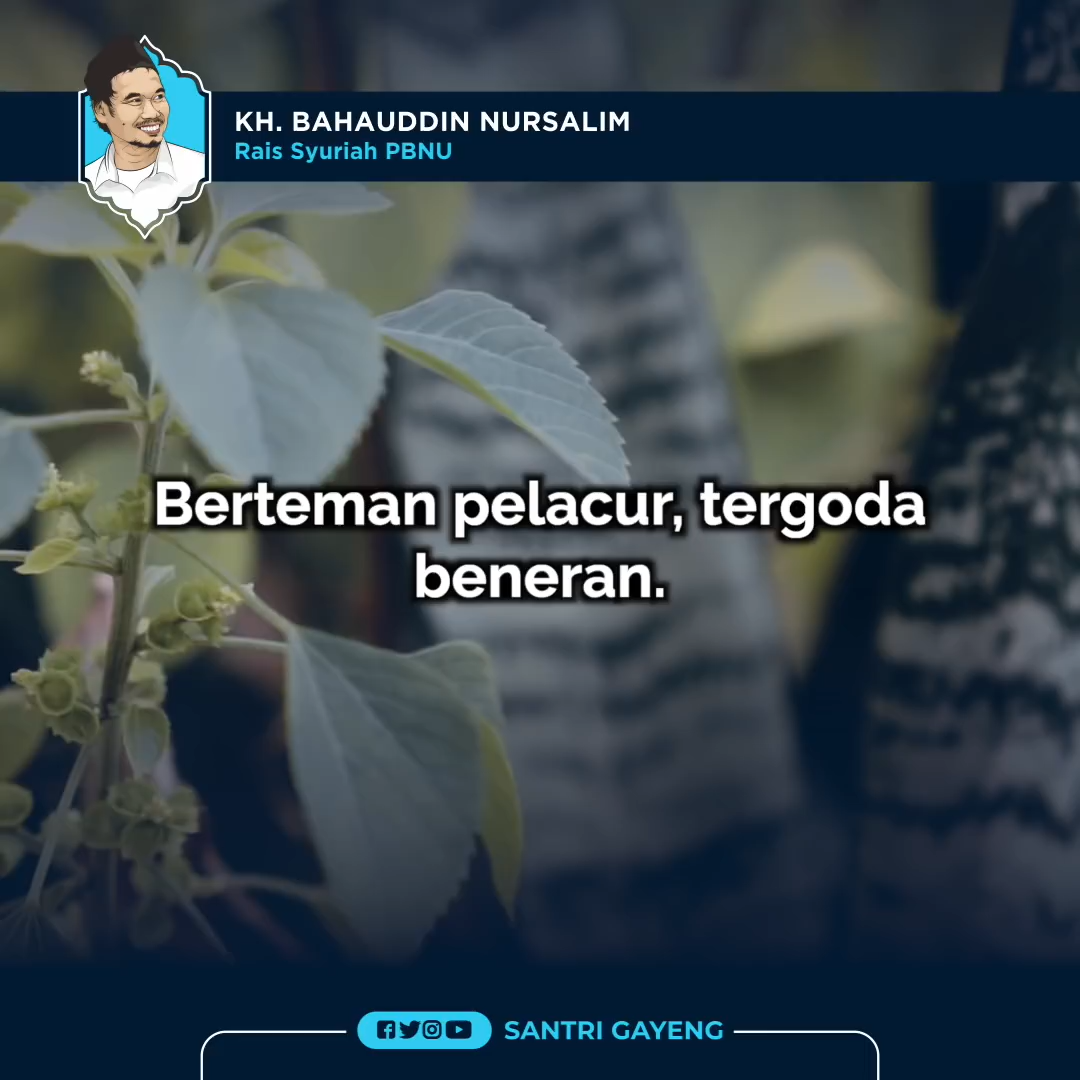 KH. BAHAUDDIN NURSALIM
Rais Syuriah PBNU
Berteman pelacur, tergoda
beneran.
SANTRI GAYENG